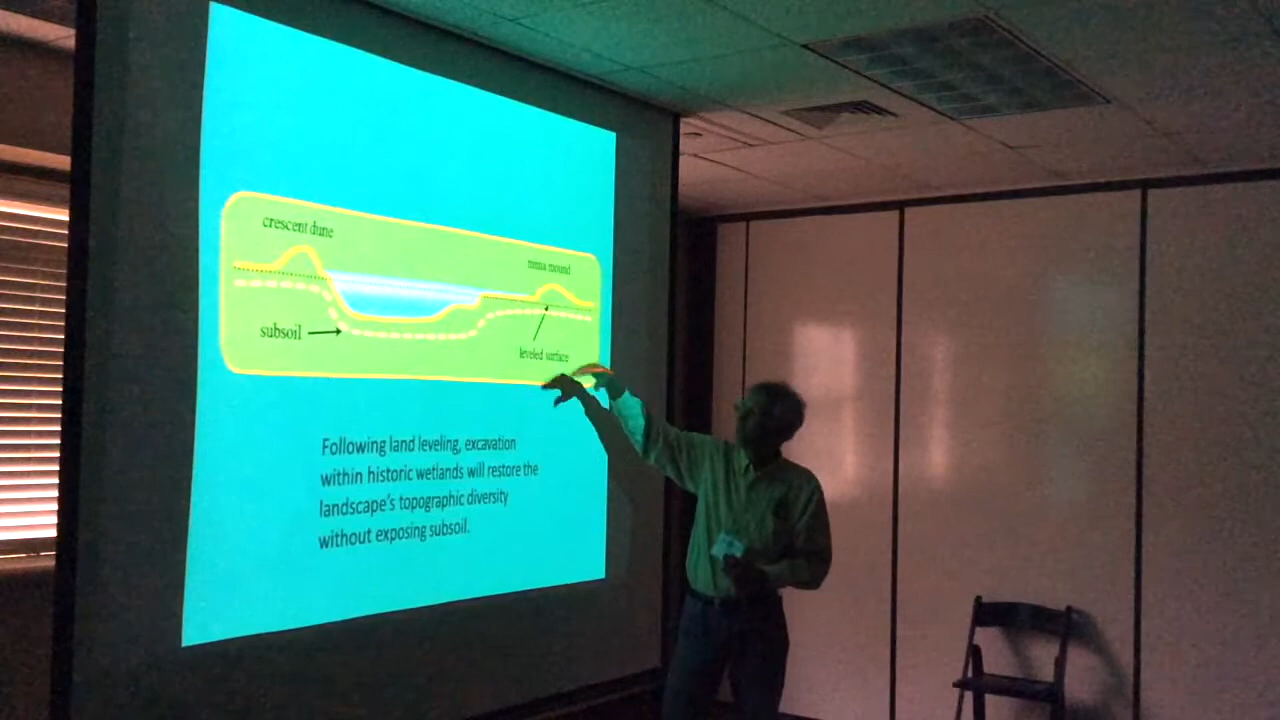 crescent dune
mima mound
subsoil
leveled surface
Following land leveling, excavation
within historic wetlands will restore the
landscape's topographic diversity
without exposing subsoil.